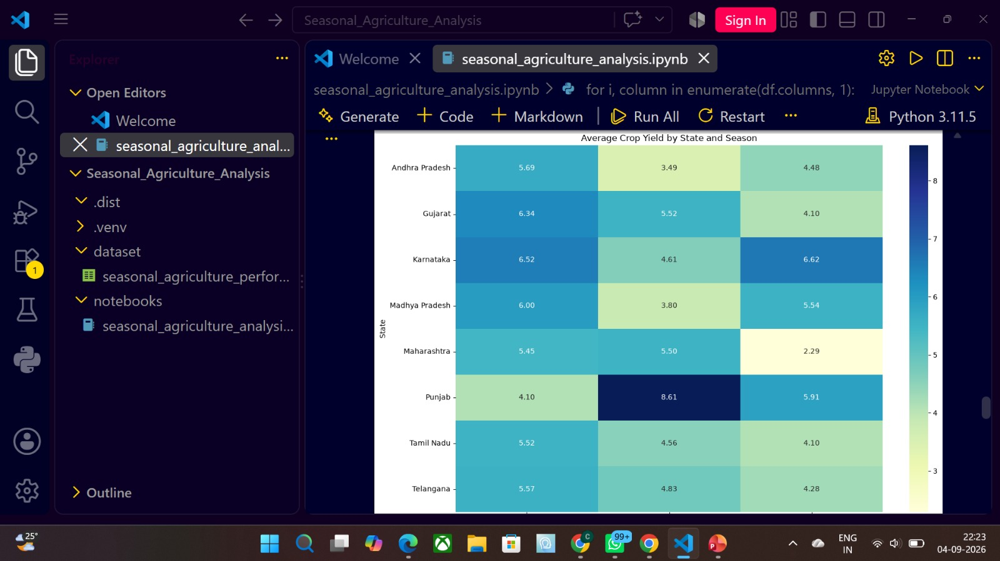 Seasonal_Agriculture_Analysis
Sign In
Explorer
Open Editors
Welcome
seasonal_agriculture_anal...
Seasonal_Agriculture_Analysis
.dist
.venv
dataset
seasonal_agriculture_perfor...
notebooks
seasonal_agriculture_analysi...
Outline
1
Welcome
seasonal_agriculture_analysis.ipynb
seasonal_agriculture_analysis.ipynb > for i, column in enumerate(df.columns, 1):
Jupyter Notebook
Generate + Code + Markdown | Run All Restart ... Python 3.11.5
Average Crop Yield by State and Season
State
Andhra Pradesh 5.69 3.49 4.48
Gujarat 6.34 5.52 4.10
Karnataka 6.52 4.61 6.62
Madhya Pradesh 6.00 3.80 5.54
Maharashtra 5.45 5.50 2.29
Punjab 4.10 8.61 5.91
Tamil Nadu 5.52 4.56 4.10
Telangana 5.57 4.83 4.28
8
7
6
5
4
3
25°
C
99+
P
ENG
IN
22:23
04-09-2026